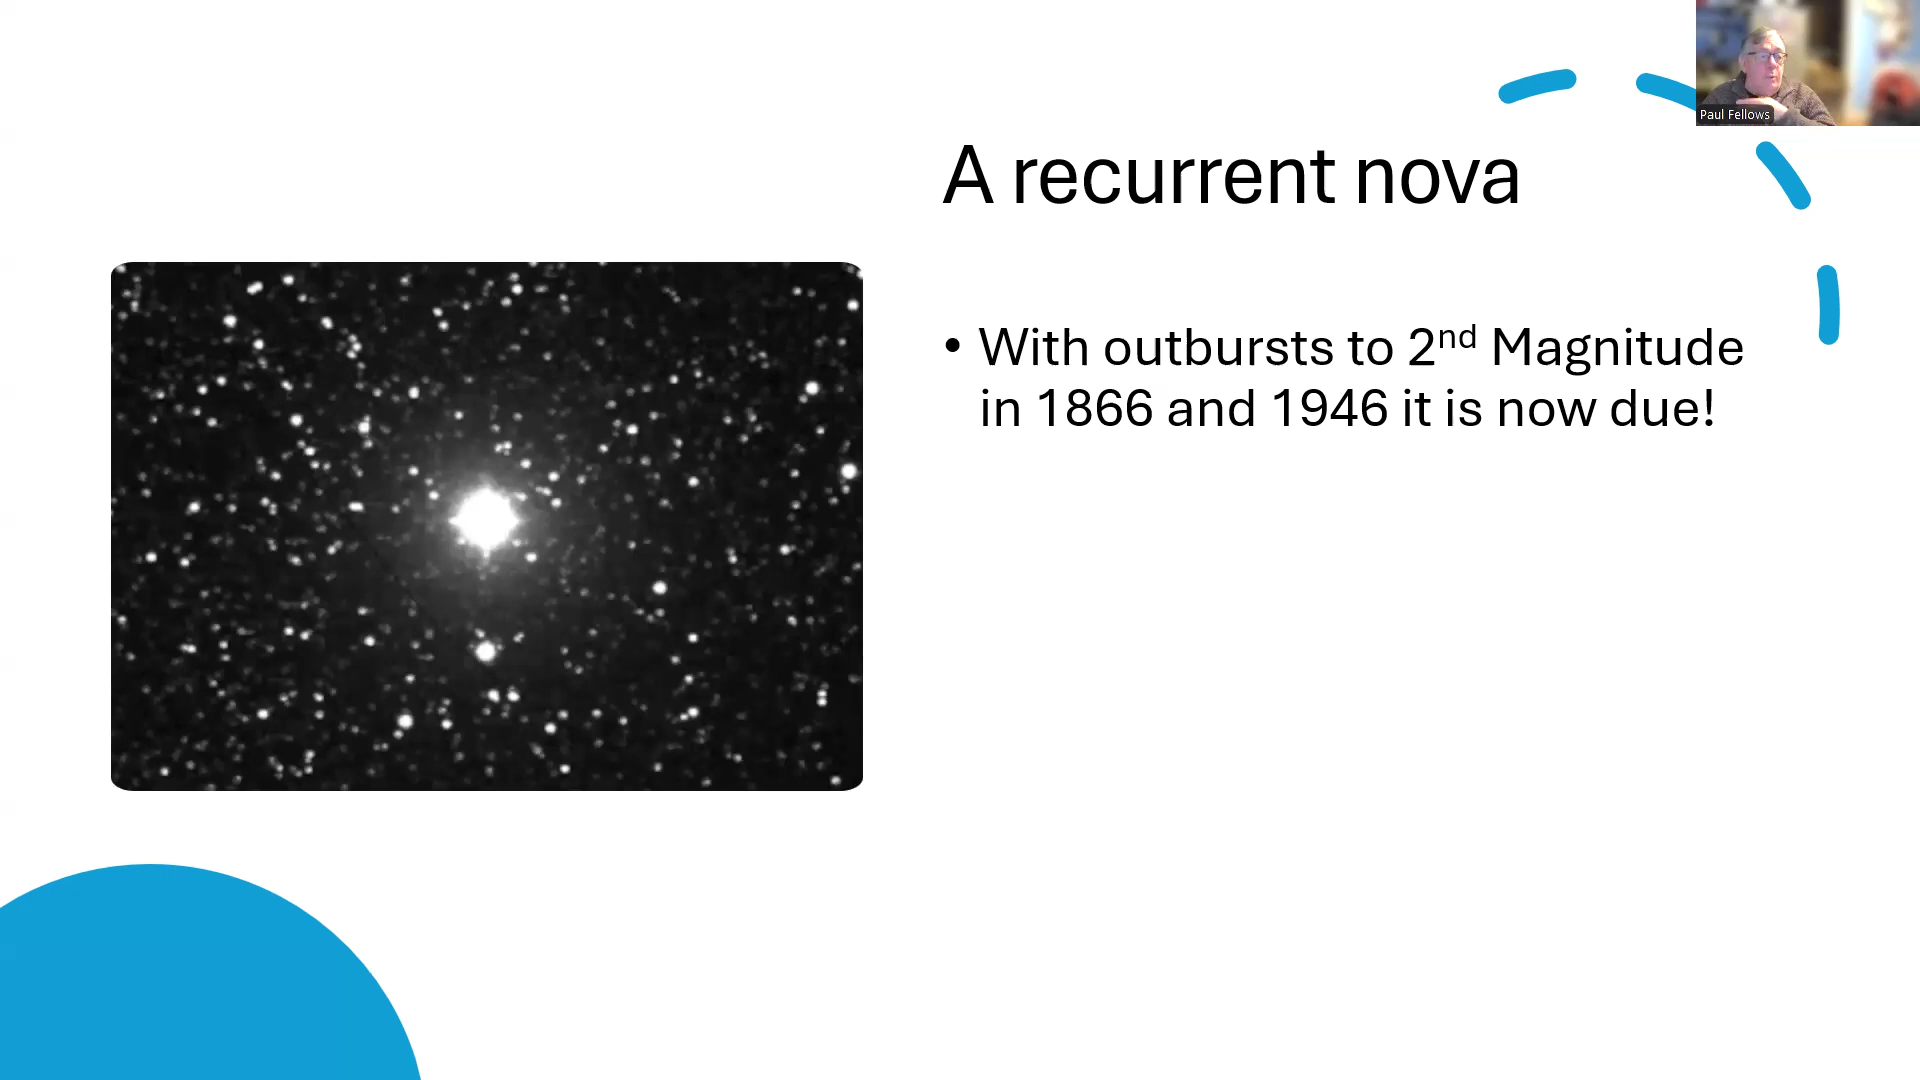 Paul Fellows
A recurrent nova
• With outbursts to 2nd Magnitude
in 1866 and 1946 it is now due!